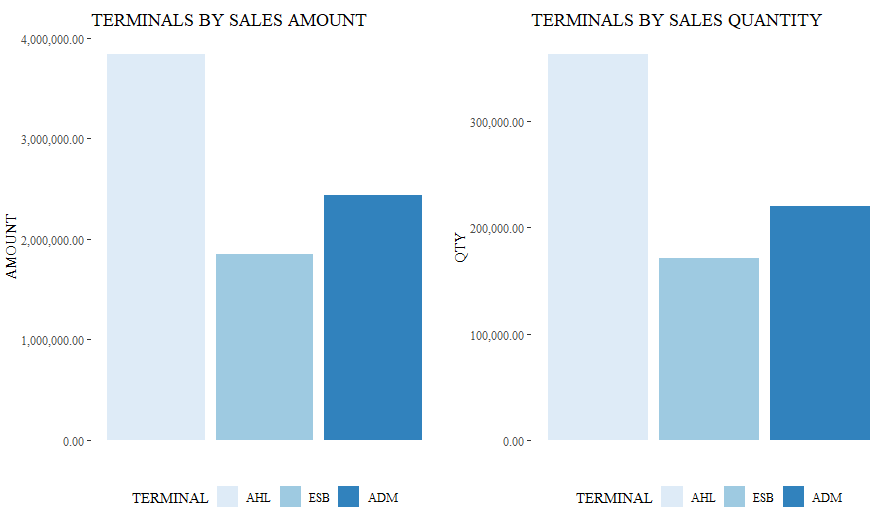 TERMINALS BY SALES AMOUNT
4,000,000.00
3,000,000.00
2,000,000.00
1,000,000.00
0.00
AMOUNT
TERMINAL AHL ESB ADM
TERMINALS BY SALES QUANTITY
300,000.00
200,000.00
100,000.00
0.00
QTY
TERMINAL AHL ESB ADM